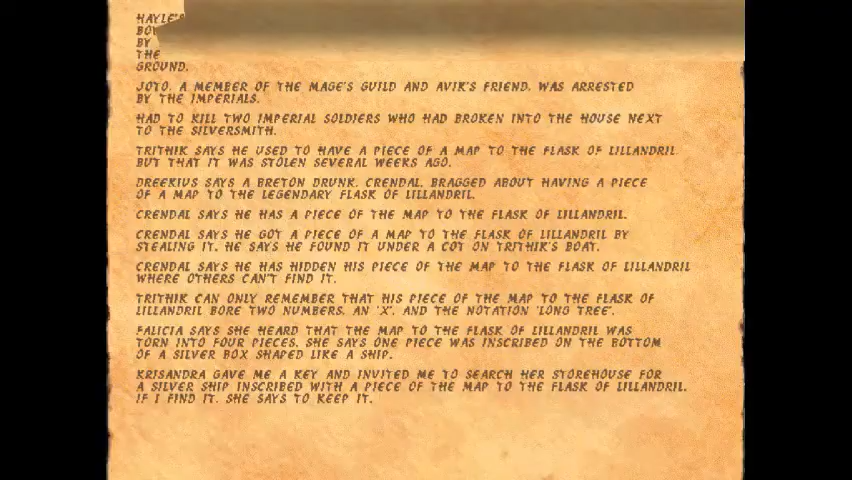 HAYLE'S
BOY
BY
THE
GROUND.
JOTO, A MEMBER OF THE MAGE'S GUILD AND AVIK'S FRIEND, WAS ARRESTED
BY THE IMPERIALS.
HAD TO KILL TWO IMPERIAL SOLDIERS WHO HAD BROKEN INTO THE HOUSE NEXT
TO THE SILVERSMITH.
TRITHIK SAYS HE USED TO HAVE A PIECE OF A MAP TO THE FLASK OF LILLANDRIL
BUT THAT IT WAS STOLEN SEVERAL WEEKS AGO.
DREEKIUS SAYS A BRETON DRUNK, CRENDAL, BRAGGED ABOUT HAVING A PIECE
OF A MAP TO THE LEGENDARY FLASK OF LILLANDRIL.
CRENDAL SAYS HE HAS A PIECE OF THE MAP TO THE FLASK OF LILLANDRIL.
CRENDAL SAYS HE GOT A PIECE OF A MAP TO THE FLASK OF LILLANDRIL BY
STEALING IT. HE SAYS HE FOUND IT UNDER A COT ON TRITHIK'S BOAT.
CRENDAL SAYS HE HAS HIDDEN HIS PIECE OF THE MAP TO THE FLASK OF LILLANDRIL
WHERE OTHERS CAN'T FIND IT.
TRITHIK CAN ONLY REMEMBER THAT HIS PIECE OF THE MAP TO THE FLASK OF
LILLANDRIL BORE TWO NUMBERS, AN 'X', AND THE NOTATION 'LONG TREE'.
FALICIA SAYS SHE HEARD THAT THE MAP TO THE FLASK OF LILLANDRIL WAS
TORN INTO FOUR PIECES. SHE SAYS ONE PIECE WAS INSCRIBED ON THE BOTTOM
OF A SILVER BOX SHAPED LIKE A SHIP.
KRISANDRA GAVE ME A KEY AND INVITED ME TO SEARCH HER STOREHOUSE FOR
A SILVER SHIP INSCRIBED WITH A PIECE OF THE MAP TO THE FLASK OF LILLANDRIL.
IF I FIND IT, SHE SAYS TO KEEP IT.